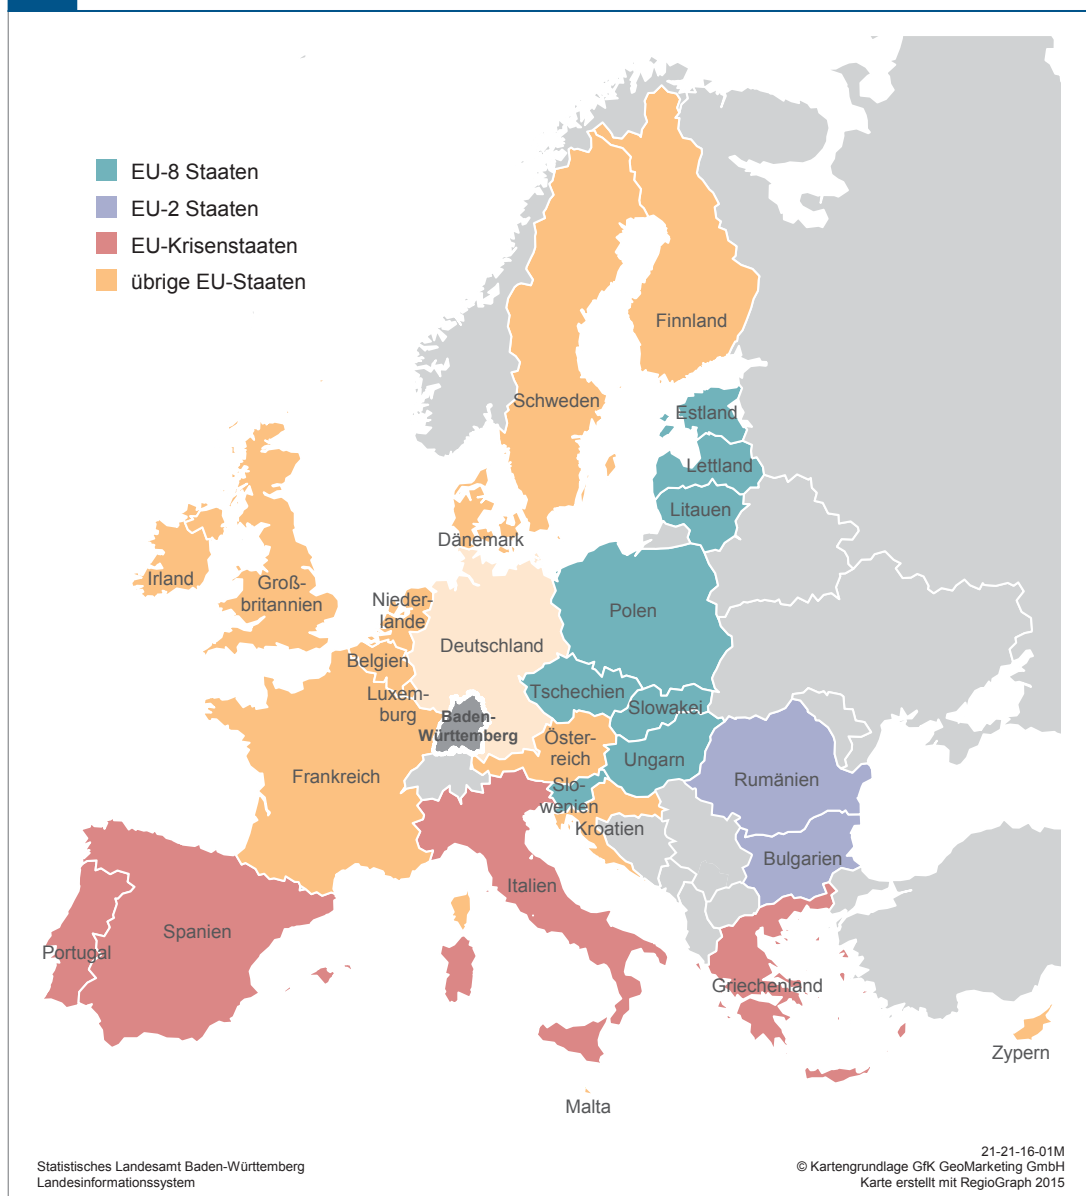 EU-8 Staaten
EU-2 Staaten
EU-Krisenstaaten
übrige EU-Staaten
Finnland
Schweden
Estland
Lettland
Litauen
Dänemark
Irland
Groß-
britannien
Nieder-
lande
Polen
Deutschland
Belgien
Luxem-
burg
Tschechien
Slowakei
Baden-
Württemberg
Öster-
reich
Ungarn
Frankreich
Rumänien
Slo-
wenien
Kroatien
Bulgarien
Italien
Spanien
Portugal
Griechenland
Zypern
Malta
Statistisches Landesamt Baden-Württemberg
Landesinformationssystem
21-21-16-01M
© Kartengrundlage GfK GeoMarketing GmbH
Karte erstellt mit RegioGraph 2015